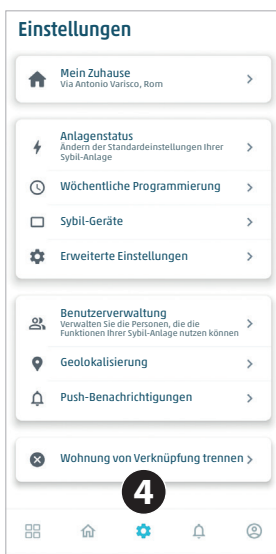 Einstellungen
Mein Zuhause
Via Antonio Varisco, Rom
Anlagenstatus
Ändern der Standardeinstellungen Ihrer
Sybil-Anlage
Wöchentliche Programmierung
Sybil-Geräte
Erweiterte Einstellungen
Benutzerverwaltung
Verwalten Sie die Personen, die die
Funktionen Ihrer Sybil-Anlage nutzen können
Geolokalisierung
Push-Benachrichtigungen
Wohnung von Verknüpfung trennen
4